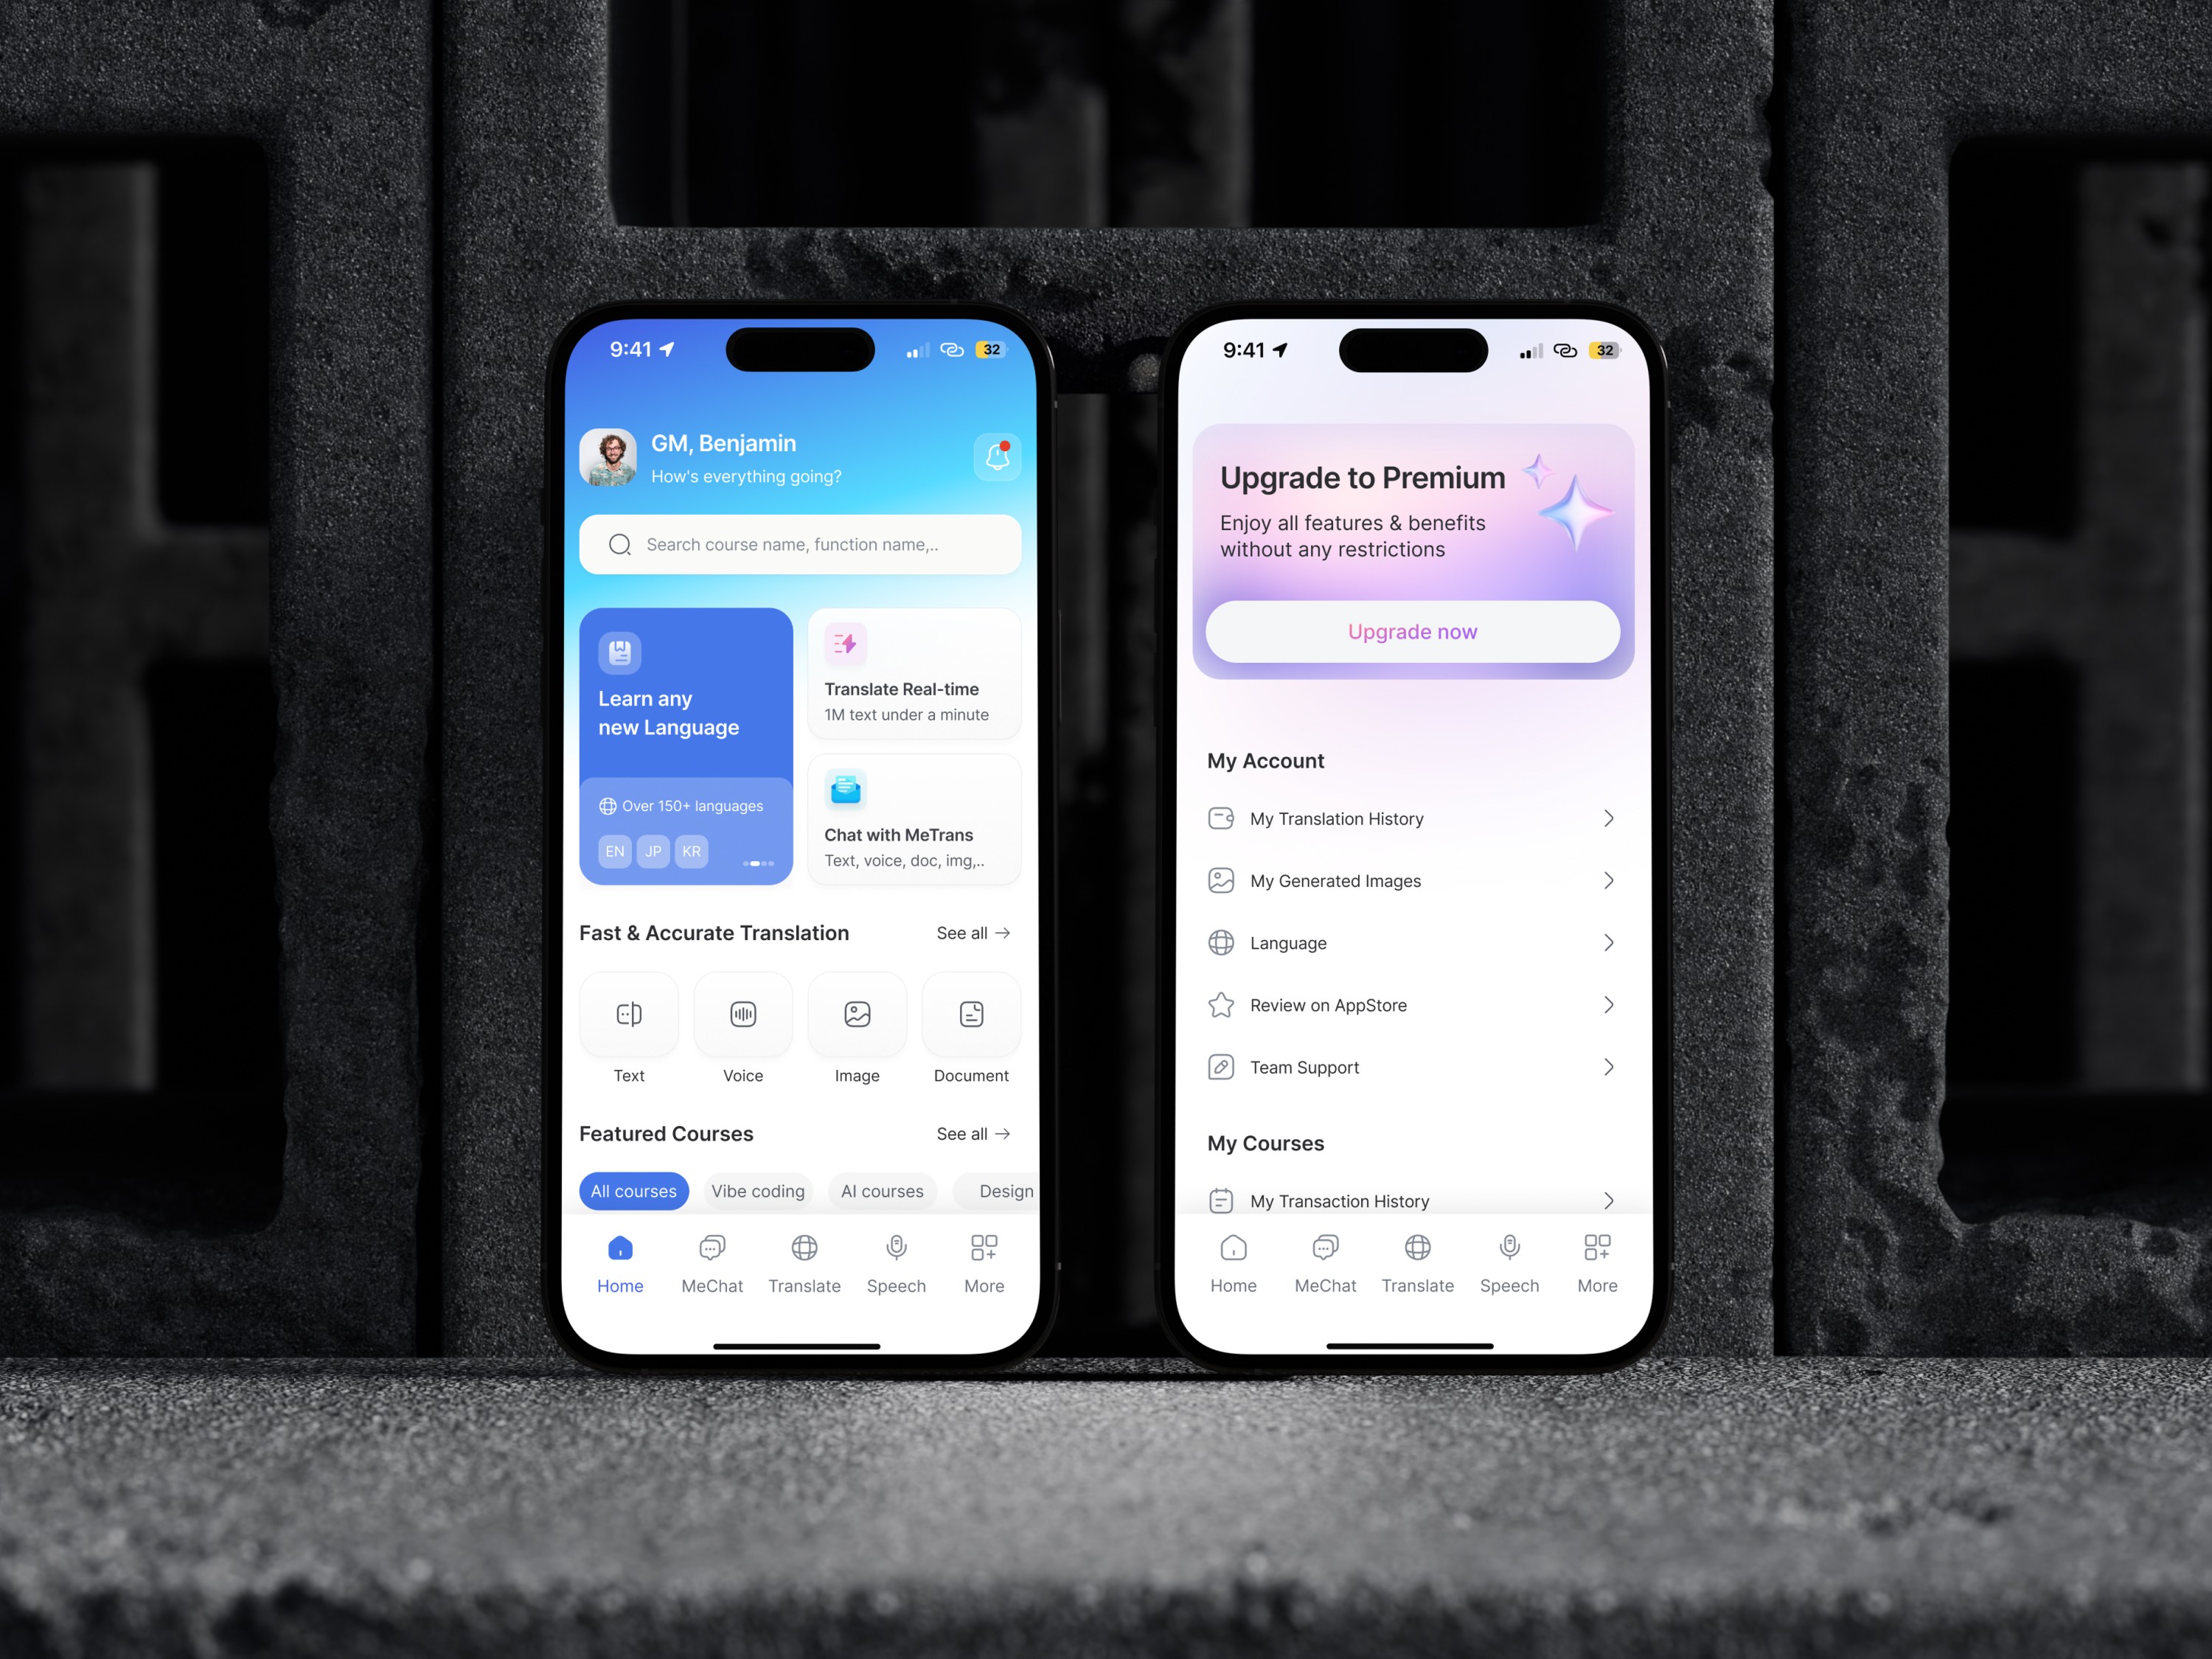 9:41
32
GM, Benjamin
How's everything going?
Search course name, function name,..
Learn any
new Language
Over 150+ languages
EN JP KR
Translate Real-time
1M text under a minute
Chat with MeTrans
Text, voice, doc, img,..
Fast & Accurate Translation
See all
Text
Voice
Image
Document
Featured Courses
See all
All courses
Vibe coding
AI courses
Design
Home
MeChat
Translate
Speech
More
9:41
32
Upgrade to Premium
Enjoy all features & benefits
without any restrictions
Upgrade now
My Account
My Translation History
My Generated Images
Language
Review on AppStore
Team Support
My Courses
My Transaction History
Home
MeChat
Translate
Speech
More